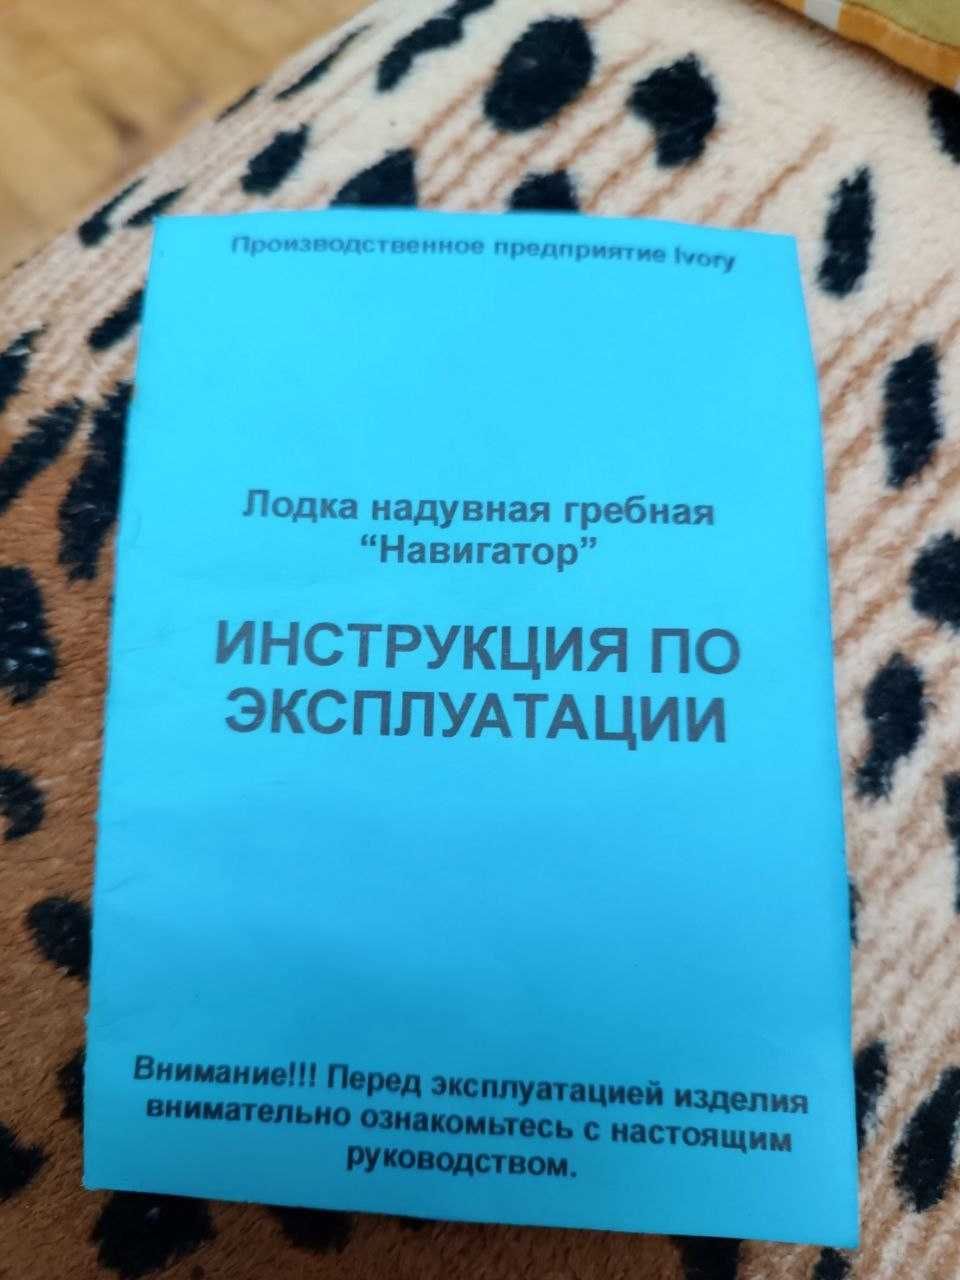 Производственное предприятие Ivory
Лодка надувная гребная
“Навигатор”
ИНСТРУКЦИЯ ПО
ЭКСПЛУАТАЦИИ
Внимание!!! Перед эксплуатацией изделия
внимательно ознакомьтесь с настоящим
руководством.